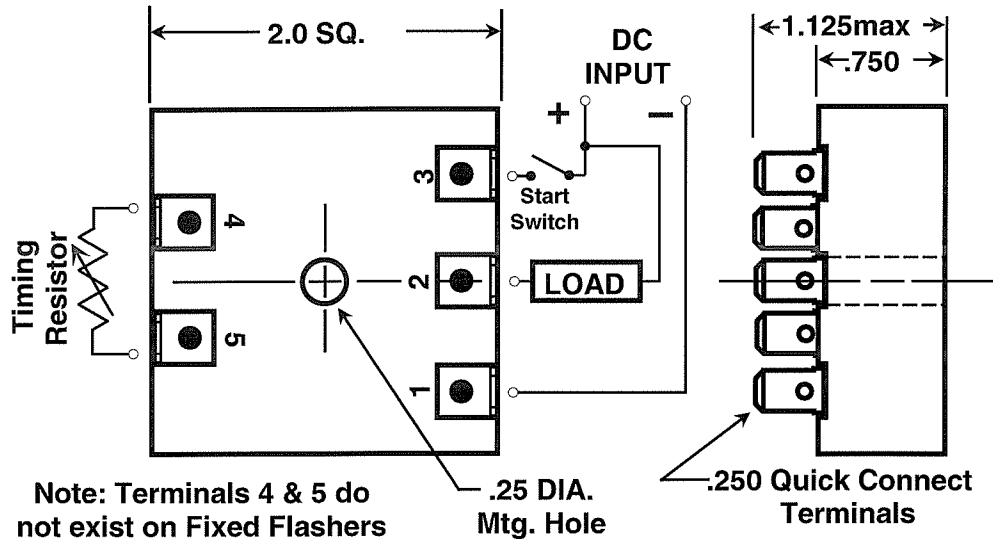 2.0 SQ.
DC
INPUT
1.125max
.750
+
−
3
Start
Switch
4
Timing
Resistor
2
LOAD
5
1
.25 DIA.
Mtg. Hole
.250 Quick Connect
Terminals
Note: Terminals 4 & 5 do
not exist on Fixed Flashers